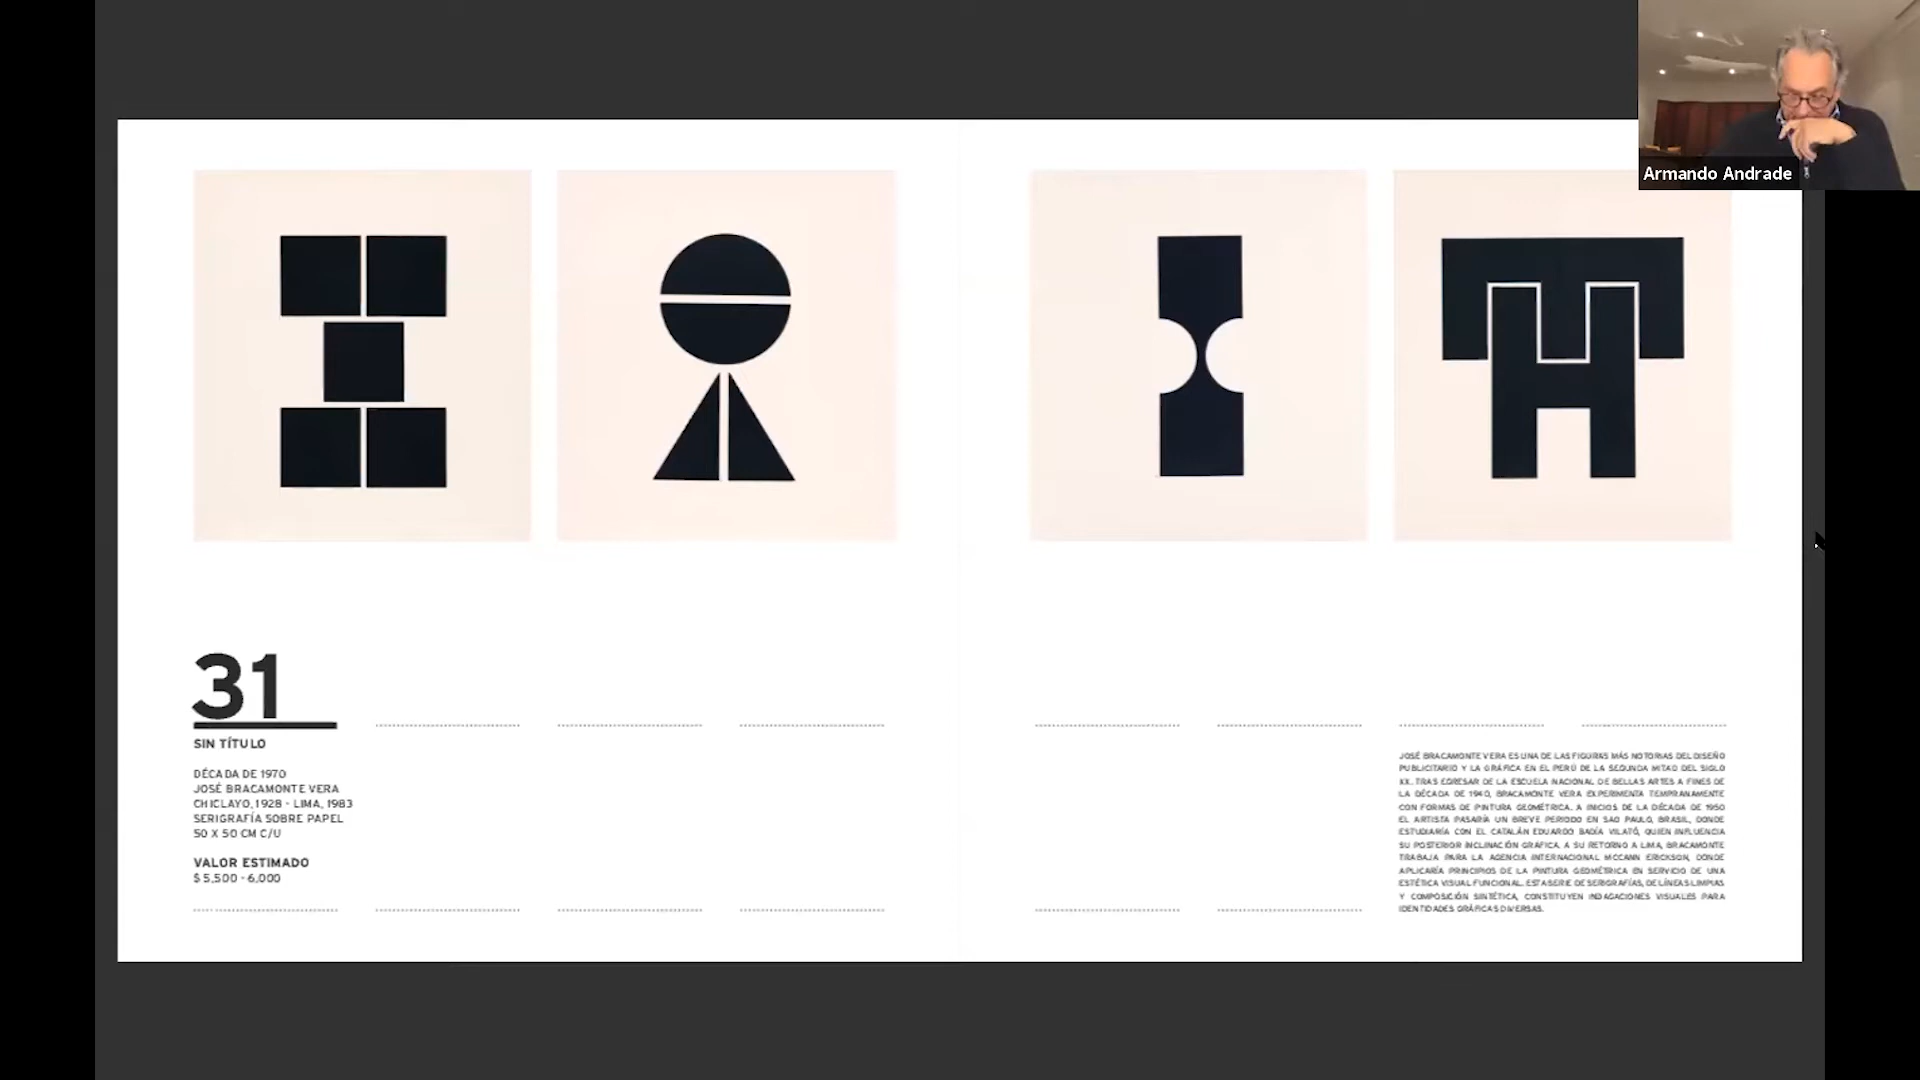 Armando Andrade
31
SIN TÍTULO
DÉCADA DE 1970
JOSÉ BRACAMONTE VERA
CHICLAYO, 1928 - LIMA, 1983
SERIGRAFÍA SOBRE PAPEL
50 X 50 CM C/U
VALOR ESTIMADO
$ 5,500 - 6,000
JOSÉ BRACAMONTE VERA ES UNA DE LAS FIGURAS MÁS NOTORIAS DEL DISEÑO
PUBLICITARIO Y LA GRÁFICA EN EL PERÚ DE LA SEGUNDA MITAD DEL SIGLO
XX. TRAS EGRESAR DE LA ESCUELA NACIONAL DE BELLAS ARTES A FINES DE
LA DÉCADA DE 1940, BRACAMONTE VERA EXPERIMENTA TEMPRANAMENTE
CON FORMAS DE PINTURA GEOMÉTRICA. A INICIOS DE LA DÉCADA DE 1950
EL ARTISTA PASARÍA UN BREVE PERIODO EN SAO PAULO, BRASIL, DONDE
ESTUDIARÍA CON EL CATALÁN EDUARDO BADÍA VILATÓ, QUIEN INFLUENCIA
SU POSTERIOR INCLINACIÓN GRÁFICA. A SU RETORNO A LIMA, BRACAMONTE
TRABAJA PARA LA AGENCIA INTERNACIONAL MCCANN ERICKSON, DONDE
APLICARÍA PRINCIPIOS DE LA PINTURA GEOMÉTRICA EN SERVICIO DE UNA
ESTÉTICA VISUAL FUNCIONAL. ESTA SERIE DE SERIGRAFÍAS, DE LÍNEAS LIMPIAS
Y COMPOSICIÓN SINTÉTICA, CONSTITUYEN INDAGACIONES VISUALES PARA
IDENTIDADES GRÁFICAS DIVERSAS.